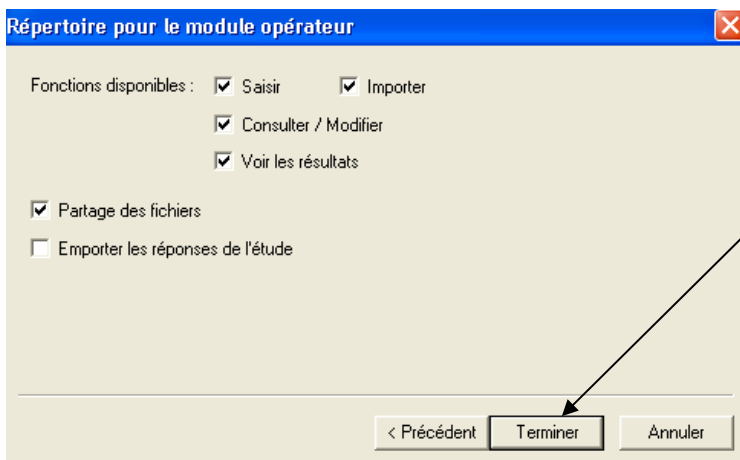 Répertoire pour le module opérateur
Fonctions disponibles : Saisir Importer
Consulter / Modifier
Voir les résultats
Partage des fichiers
Emporter les réponses de l'étude
< Précédent Terminer Annuler